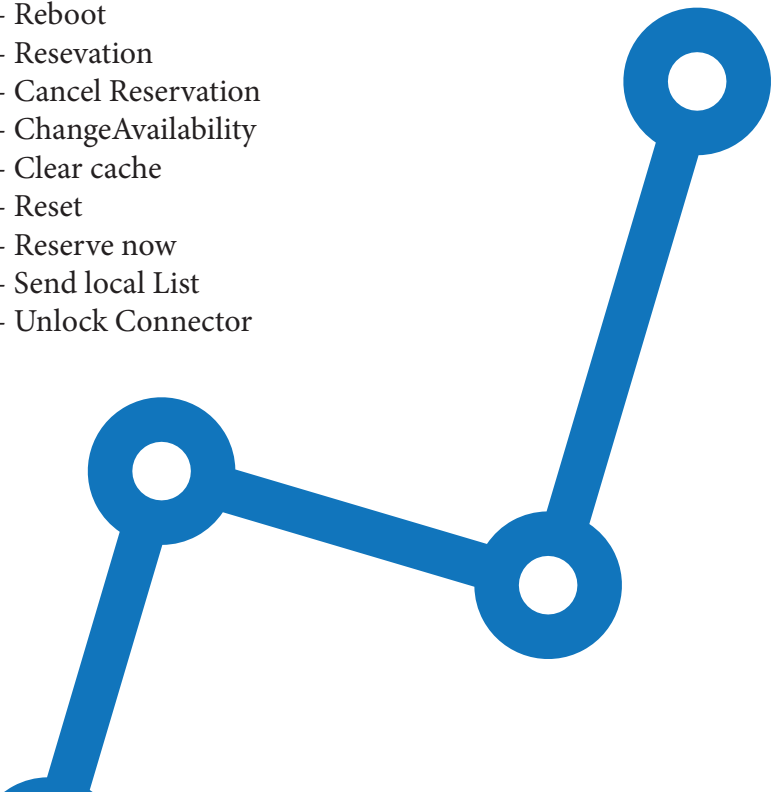 - Reboot
- Resevation
- Cancel Reservation
- ChangeAvailability
- Clear cache
- Reset
- Reserve now
- Send local List
- Unlock Connector